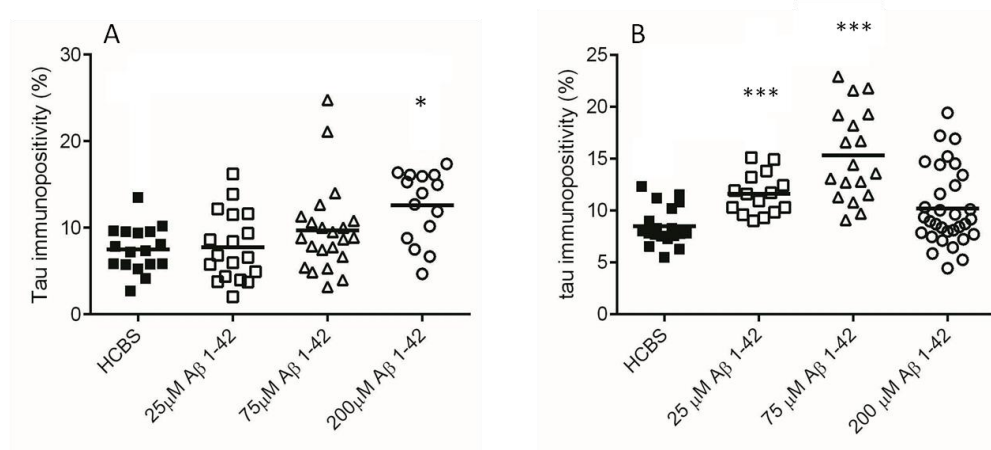 A
Tau immunopositivity (%)
30
20
10
0
*
HCBS
25μM Aβ 1-42
75μM Aβ 1-42
200μM Aβ 1-42
B
tau immunopositivity (%)
25
20
15
10
5
0
***
***
HCBS
25 μM Aβ 1-42
75 μM Aβ 1-42
200 μM Aβ 1-42